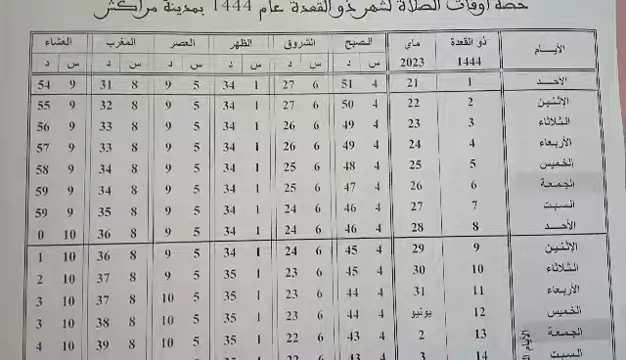 حصة أوقات الصلاة لشهر ذو القعدة عام 1444 بمدينة مراكش
الأيـام ذو القعدة ماي الصبح الشروق الظهر العصر المغرب العشاء
1444 2023 س د س د س د س د س د س د
الأحـد 1 21 4 51 6 27 1 34 5 9 8 31 9 54
الإثنين 2 22 4 50 6 27 1 34 5 9 8 32 9 55
الثلاثاء 3 23 4 49 6 26 1 34 5 9 8 33 9 56
الأربعاء 4 24 4 49 6 26 1 34 5 9 8 33 9 57
الخميس 5 25 4 48 6 25 1 34 5 9 8 34 9 58
الجمعة 6 26 4 47 6 25 1 34 5 9 8 34 9 59
السبت 7 27 4 46 6 24 1 34 5 9 8 35 9 59
الأحـد 8 28 4 46 6 24 1 34 5 9 8 36 10 0
الإثنين 9 29 4 45 6 24 1 34 5 9 8 36 10 1
الثلاثاء 10 30 4 45 6 23 1 35 5 9 8 37 10 2
الأربعاء 11 31 4 44 6 23 1 35 5 10 8 37 10 3
الخميس 12 يونيو 4 44 6 23 1 35 5 10 8 38 10 3
الجمعة 13 2 4 43 6 22 1 35 5 10 8 39 10 4
السبت 14 3 4 43 6 22 1 35